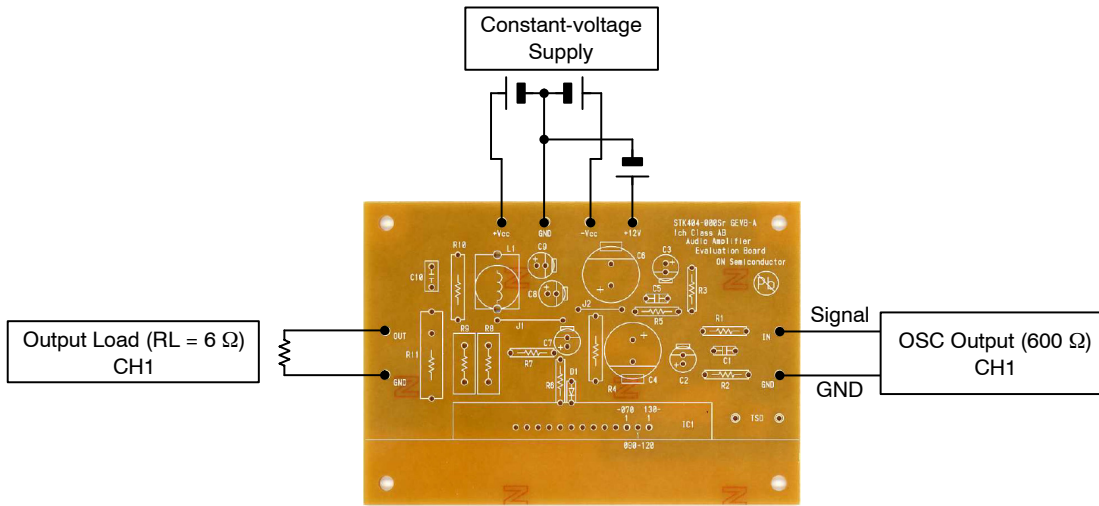 Constant-voltage
Supply
+Vcc
GND
-Vcc
+12V
STK404-000Sr GEVB-A
1ch Class AB
Audio Amplifier
Evaluation Board
ON Semiconductor
Pb
R10
L1
C9
C6
C3
C10
C8
C5
R3
J2
R5
Output Load (RL = 6 Ω)
CH1
OUT
GND
R11
R9
R8
J1
C7
R7
R6
D1
R4
C4
C2
R1
C1
R2
IN
GND
Signal
GND
OSC Output (600 Ω)
CH1
-070
130-
1
1
IC1
TSD
090-120